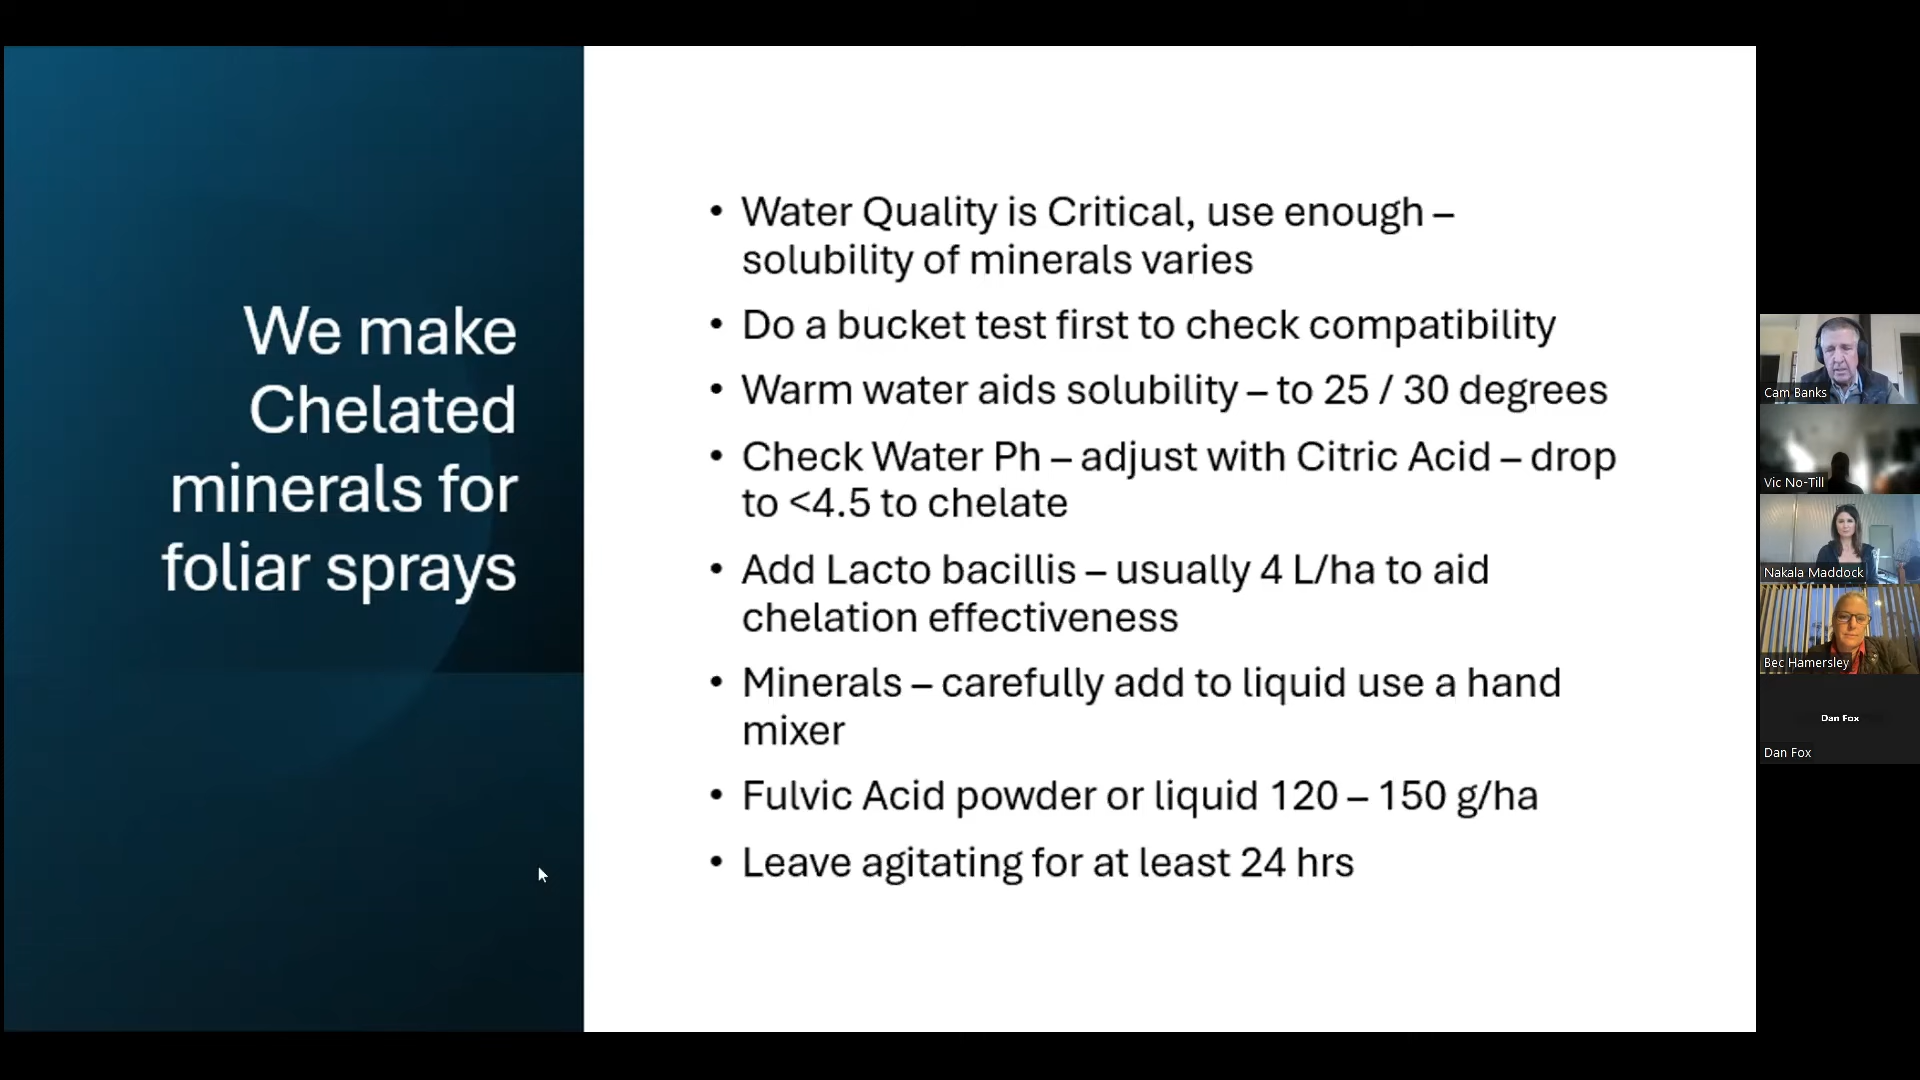 We make
Chelated
minerals for
foliar sprays
• Water Quality is Critical, use enough –
solubility of minerals varies
• Do a bucket test first to check compatibility
• Warm water aids solubility – to 25 / 30 degrees
• Check Water Ph – adjust with Citric Acid – drop
to <4.5 to chelate
• Add Lacto bacillis – usually 4 L/ha to aid
chelation effectiveness
• Minerals – carefully add to liquid use a hand
mixer
• Fulvic Acid powder or liquid 120 – 150 g/ha
• Leave agitating for at least 24 hrs
Cam Banks
Vic No-Till
Nakala Maddock
Bec Hamersley
Dan Fox
Dan Fox